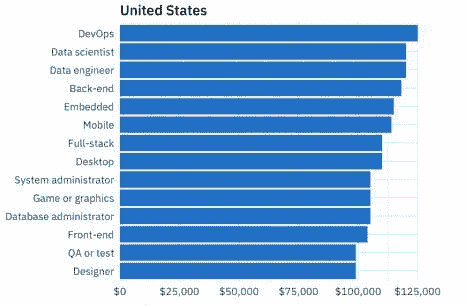 United States
DevOps
Data scientist
Data engineer
Back-end
Embedded
Mobile
Full-stack
Desktop
System administrator
Game or graphics
Database administrator
Front-end
QA or test
Designer
$0 $25,000 $50,000 $75,000 $100,000 $125,000